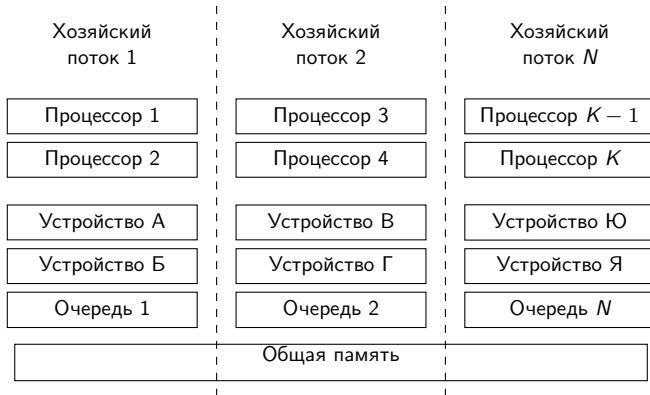 Хозяйский
поток 1
Хозяйский
поток 2
Хозяйский
поток N
Процессор 1
Процессор 3
Процессор K − 1
Процессор 2
Процессор 4
Процессор K
Устройство А
Устройство В
Устройство Ю
Устройство Б
Устройство Г
Устройство Я
Очередь 1
Очередь 2
Очередь N
Общая память